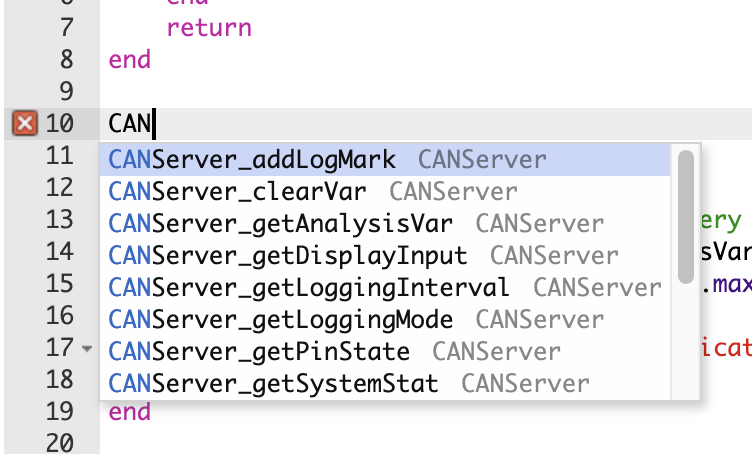 6 end
7 return
8 end
9
10 CAN
11 CANServer_addLogMark CANServer
12 CANServer_clearVar CANServer
13 CANServer_getAnalysisVar CANServer ery
14 CANServer_getDisplayInput CANServer sVar
15 CANServer_getLoggingInterval CANServer .max
16 CANServer_getLoggingMode CANServer
17 CANServer_getPinState CANServer icat
18 CANServer_getSystemStat CANServer
19 end
20